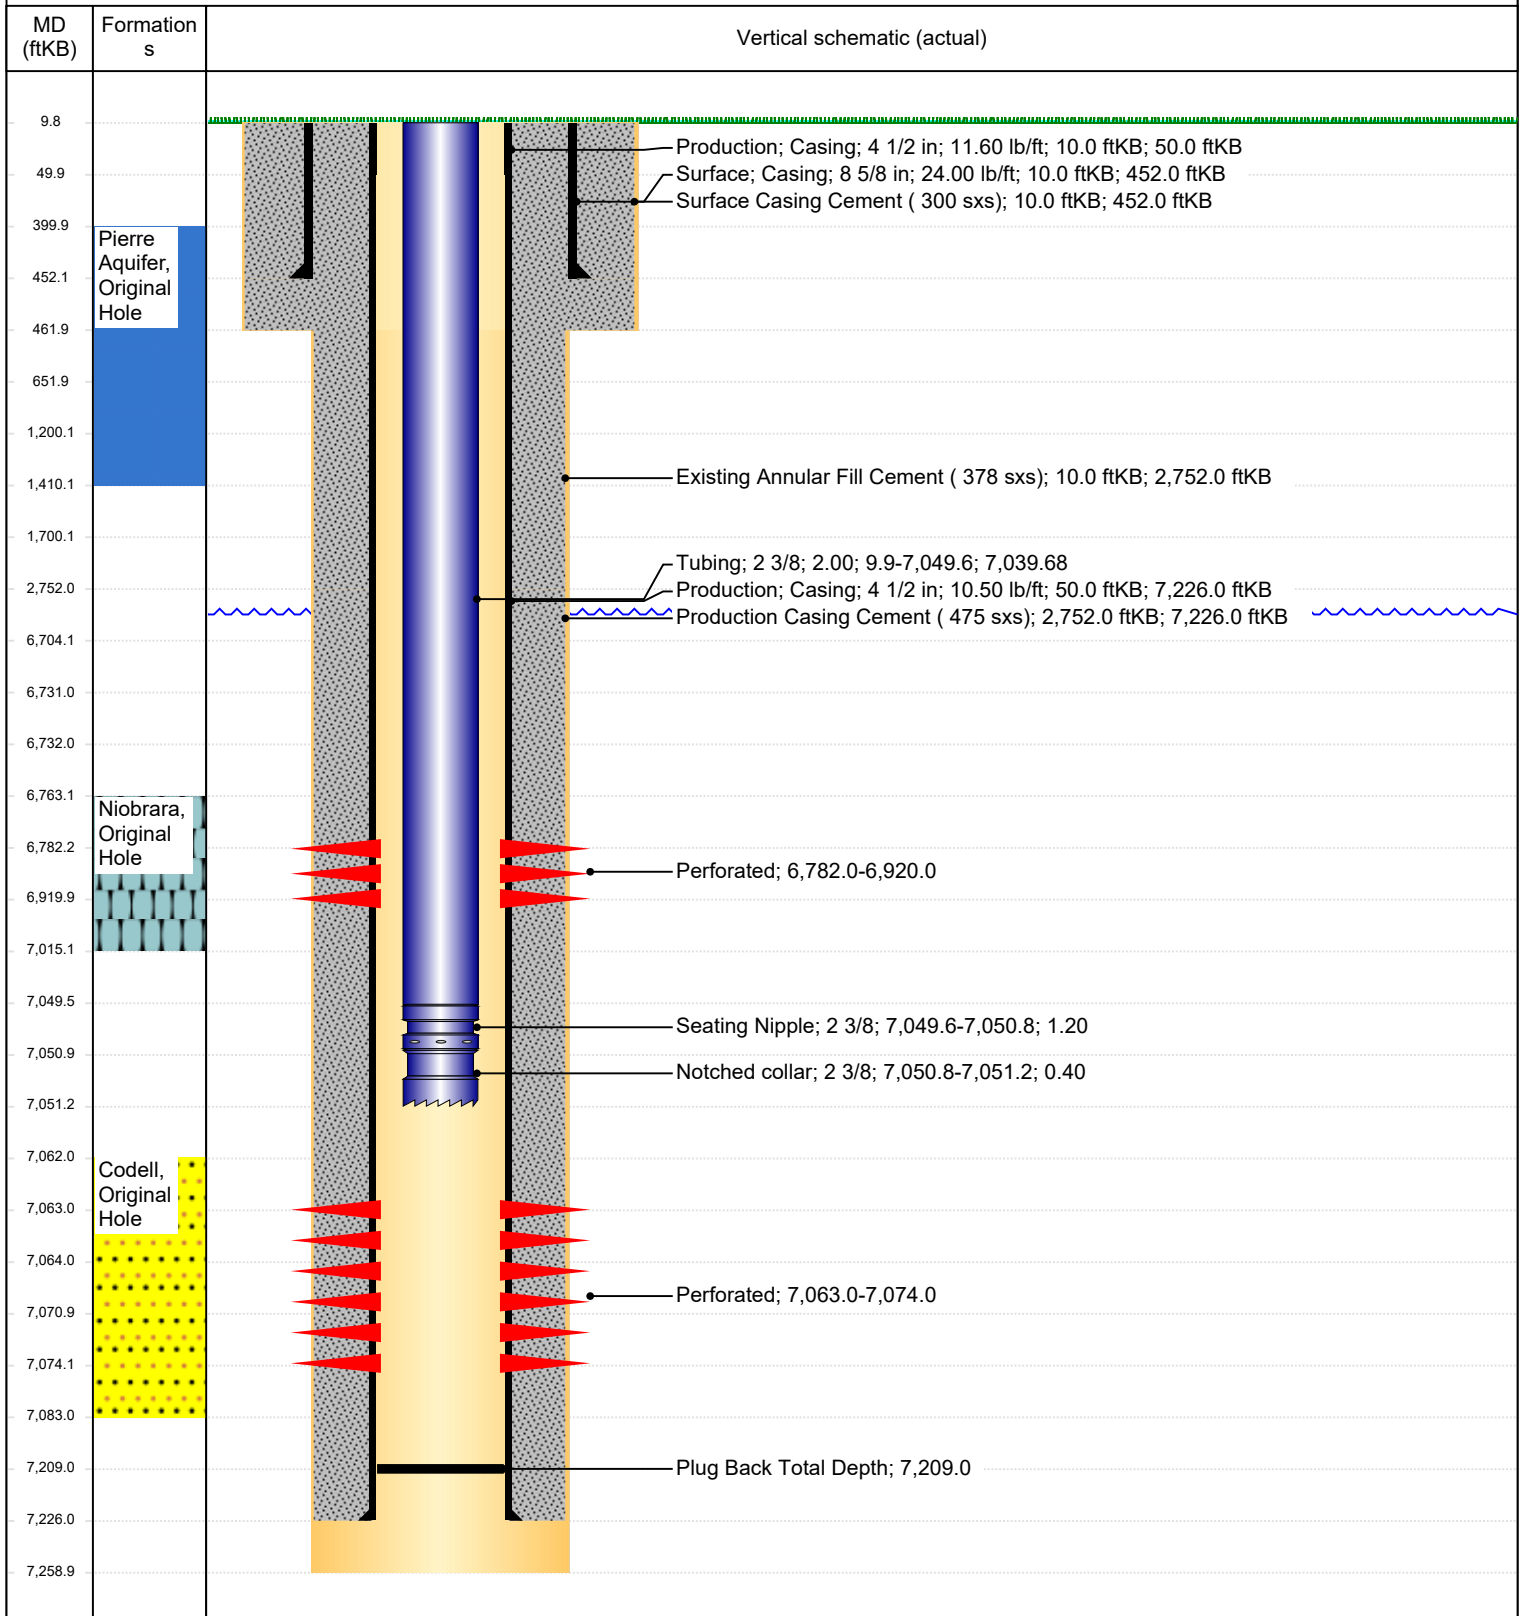 MD
(ftKB)
Formation
s
Vertical schematic (actual)
9.8
Production; Casing; 4 1/2 in; 11.60 lb/ft; 10.0 ftKB; 50.0 ftKB
49.9
Surface; Casing; 8 5/8 in; 24.00 lb/ft; 10.0 ftKB; 452.0 ftKB
Surface Casing Cement ( 300 sxs); 10.0 ftKB; 452.0 ftKB
399.9
Pierre
Aquifer,
Original
Hole
452.1
461.9
651.9
1,200.1
Existing Annular Fill Cement ( 378 sxs); 10.0 ftKB; 2,752.0 ftKB
1,410.1
1,700.1
Tubing; 2 3/8; 2.00; 9.9-7,049.6; 7,039.68
2,752.0
Production; Casing; 4 1/2 in; 10.50 lb/ft; 50.0 ftKB; 7,226.0 ftKB
Production Casing Cement ( 475 sxs); 2,752.0 ftKB; 7,226.0 ftKB
6,704.1
6,731.0
6,732.0
6,763.1
Niobrara,
Original
Hole
6,782.2
Perforated; 6,782.0-6,920.0
6,919.9
7,015.1
7,049.5
Seating Nipple; 2 3/8; 7,049.6-7,050.8; 1.20
7,050.9
Notched collar; 2 3/8; 7,050.8-7,051.2; 0.40
7,051.2
7,062.0
Codell,
Original
Hole
7,063.0
7,064.0
Perforated; 7,063.0-7,074.0
7,070.9
7,074.1
7,083.0
7,209.0
Plug Back Total Depth; 7,209.0
7,226.0
7,258.9